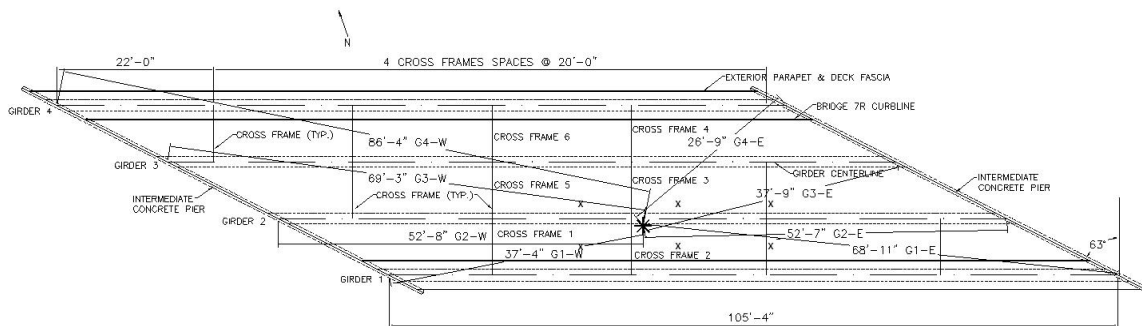 N
22'-0"
4 CROSS FRAMES SPACES @ 20'-0"
EXTERIOR PARAPET & DECK FASCIA
BRIDGE 7R CURBLINE
GIRDER 4
CROSS FRAME (TYP.)
CROSS FRAME 6
CROSS FRAME 4
86'-4" G4-W
26'-9" G4-E
GIRDER 3
GIRDER CENTERLINE
69'-3" G3-W
CROSS FRAME 5
CROSS FRAME 3
INTERMEDIATE
CONCRETE PIER
INTERMEDIATE
CONCRETE PIER
CROSS FRAME (TYP.)
37'-9" G3-E
x
x
x
GIRDER 2
CROSS FRAME 1
52'-8" G2-W
52'-7" G2-E
x
x
x
63°
CROSS FRAME 2
37'-4" G1-W
68'-11" G1-E
GIRDER 1
105'-4"